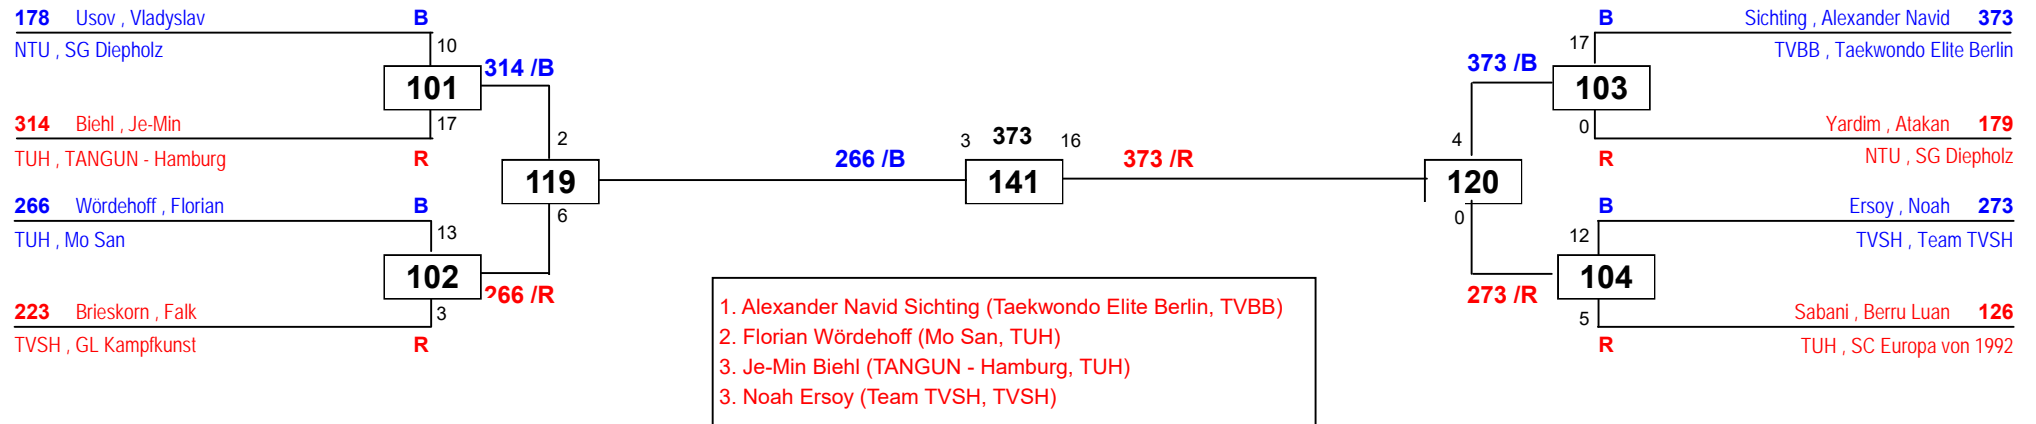 178 Usov , Vladyslav B
NTU , SG Diepholz
10
101
314 /B
17
314 Biehl , Je-Min
TUH , TANGUN - Hamburg R
2
119
6
266 Wördehoff , Florian B
TUH , Mo San
13
102
266 /R
3
223 Brieskorn , Falk
TVSH , GL Kampfkunst R
266 /B
3 373 16
141
373 /R
B Sichting , Alexander Navid 373
TVBB , Taekwondo Elite Berlin
17
373 /B
103
0
Yardim , Atakan 179
R NTU , SG Diepholz
4
120
0
B Ersoy , Noah 273
TVSH , Team TVSH
12
104
273 /R
5
Sabani , Berru Luan 126
R TUH , SC Europa von 1992
1. Alexander Navid Sichting (Taekwondo Elite Berlin, TVBB)
2. Florian Wördehoff (Mo San, TUH)
3. Je-Min Biehl (TANGUN - Hamburg, TUH)
3. Noah Ersoy (Team TVSH, TVSH)